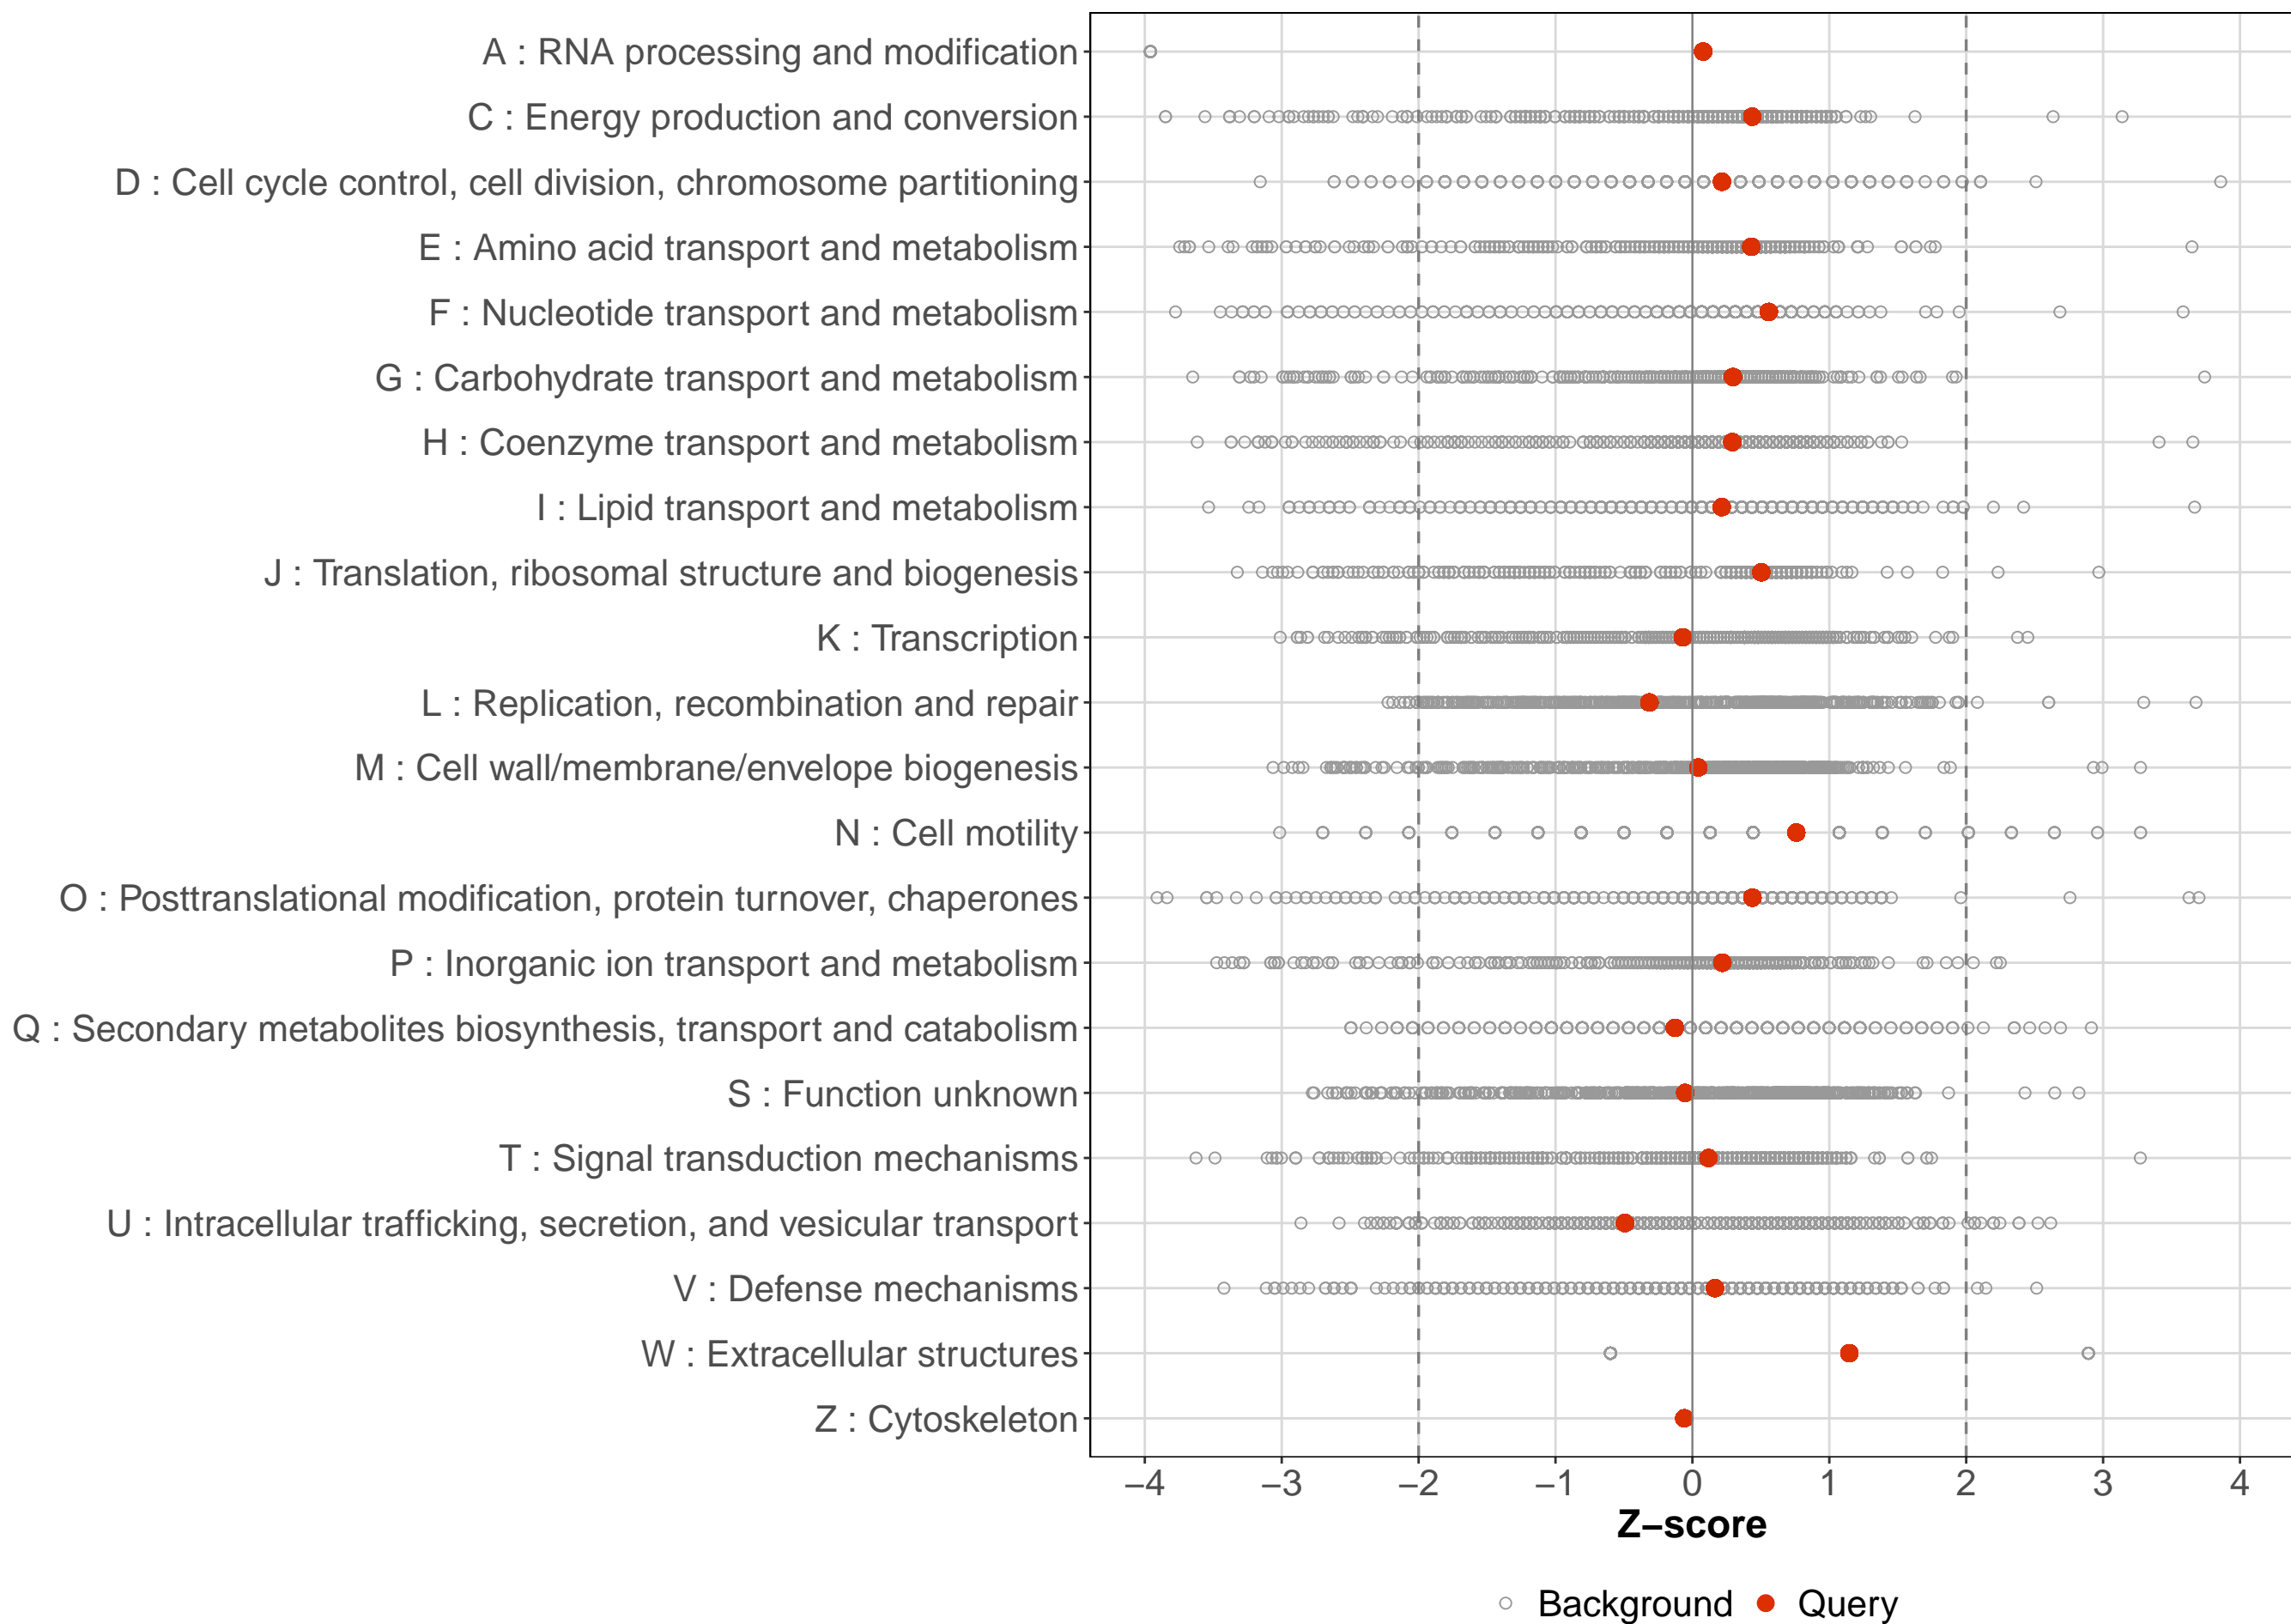 A : RNA processing and modification
C : Energy production and conversion
D : Cell cycle control, cell division, chromosome partitioning
E : Amino acid transport and metabolism
F : Nucleotide transport and metabolism
G : Carbohydrate transport and metabolism
H : Coenzyme transport and metabolism
I : Lipid transport and metabolism
J : Translation, ribosomal structure and biogenesis
K : Transcription
L : Replication, recombination and repair
M : Cell wall/membrane/envelope biogenesis
N : Cell motility
O : Posttranslational modification, protein turnover, chaperones
P : Inorganic ion transport and metabolism
Q : Secondary metabolites biosynthesis, transport and catabolism
S : Function unknown
T : Signal transduction mechanisms
U : Intracellular trafficking, secretion, and vesicular transport
V : Defense mechanisms
W : Extracellular structures
Z : Cytoskeleton
−4 −3 −2 −1 0 1 2 3 4
Z−score
Background Query